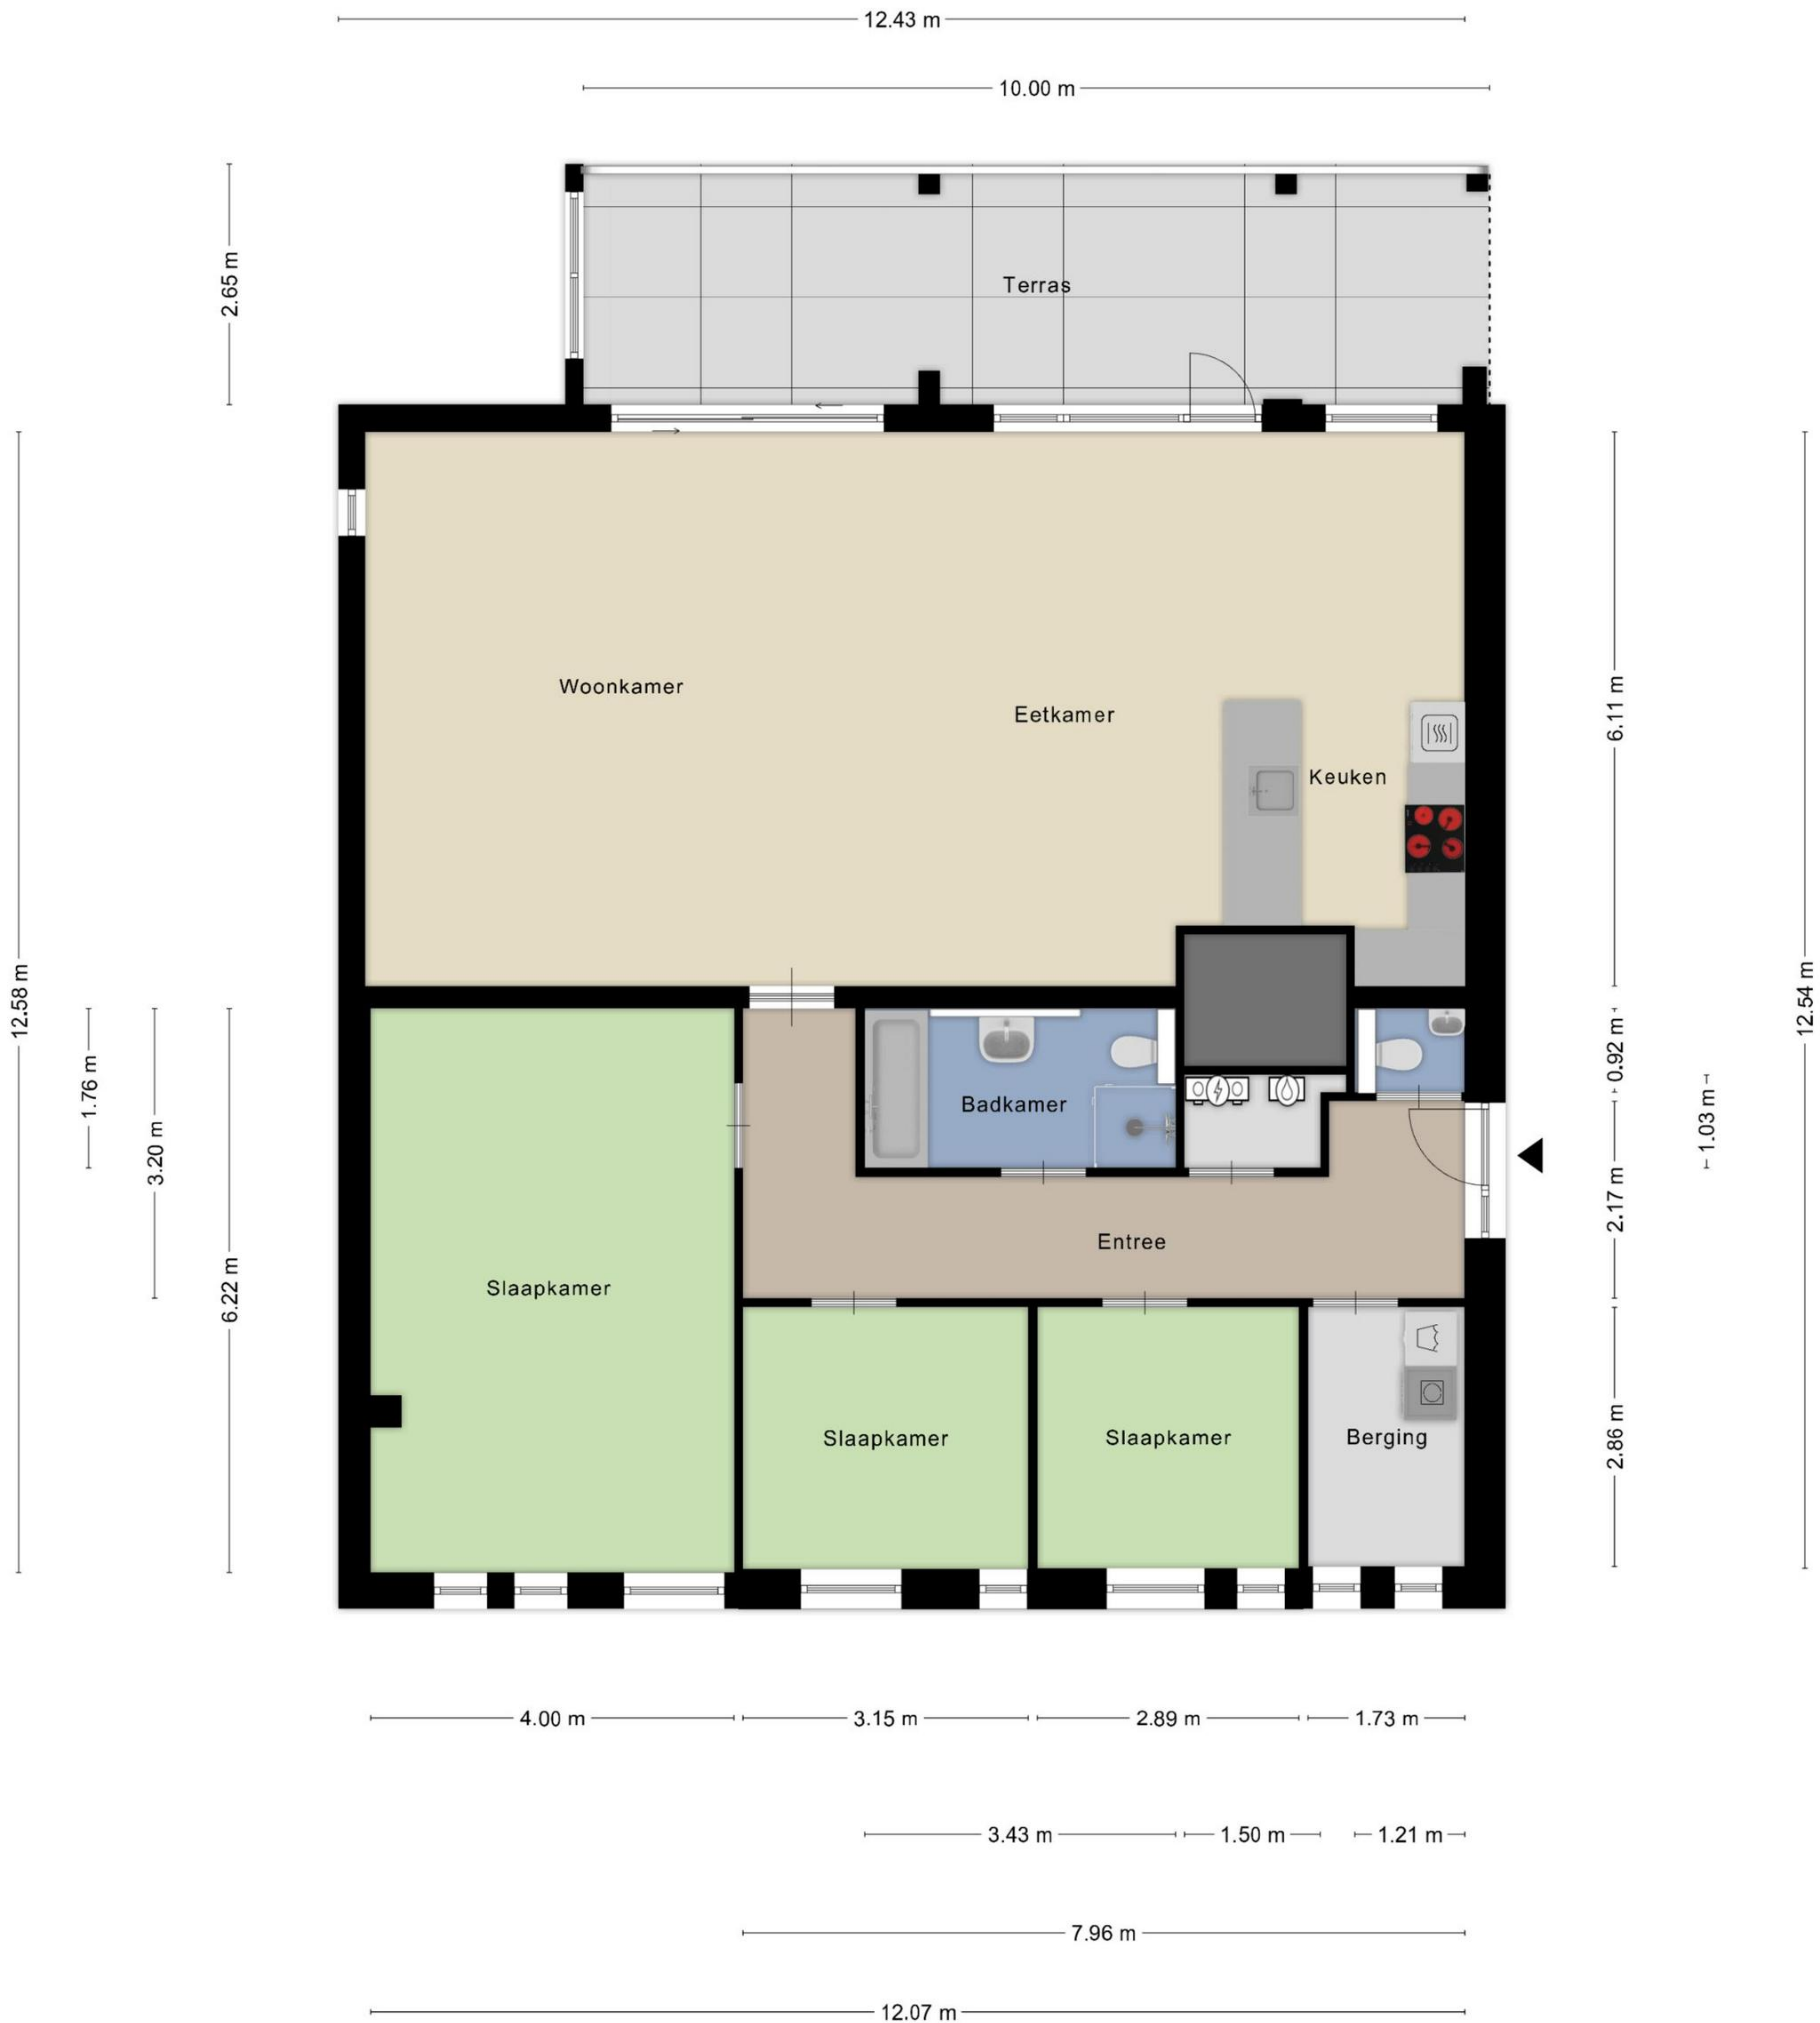 12.43 m
10.00 m
2.65 m
Terras
Woonkamer
Eetkamer
Keuken
6.11 m
12.58 m
12.54 m
1.76 m
3.20 m
6.22 m
0.92 m
1.03 m
2.17 m
2.86 m
Badkamer
Entree
Slaapkamer
Slaapkamer
Slaapkamer
Berging
4.00 m
3.15 m
2.89 m
1.73 m
3.43 m
1.50 m
1.21 m
7.96 m
12.07 m